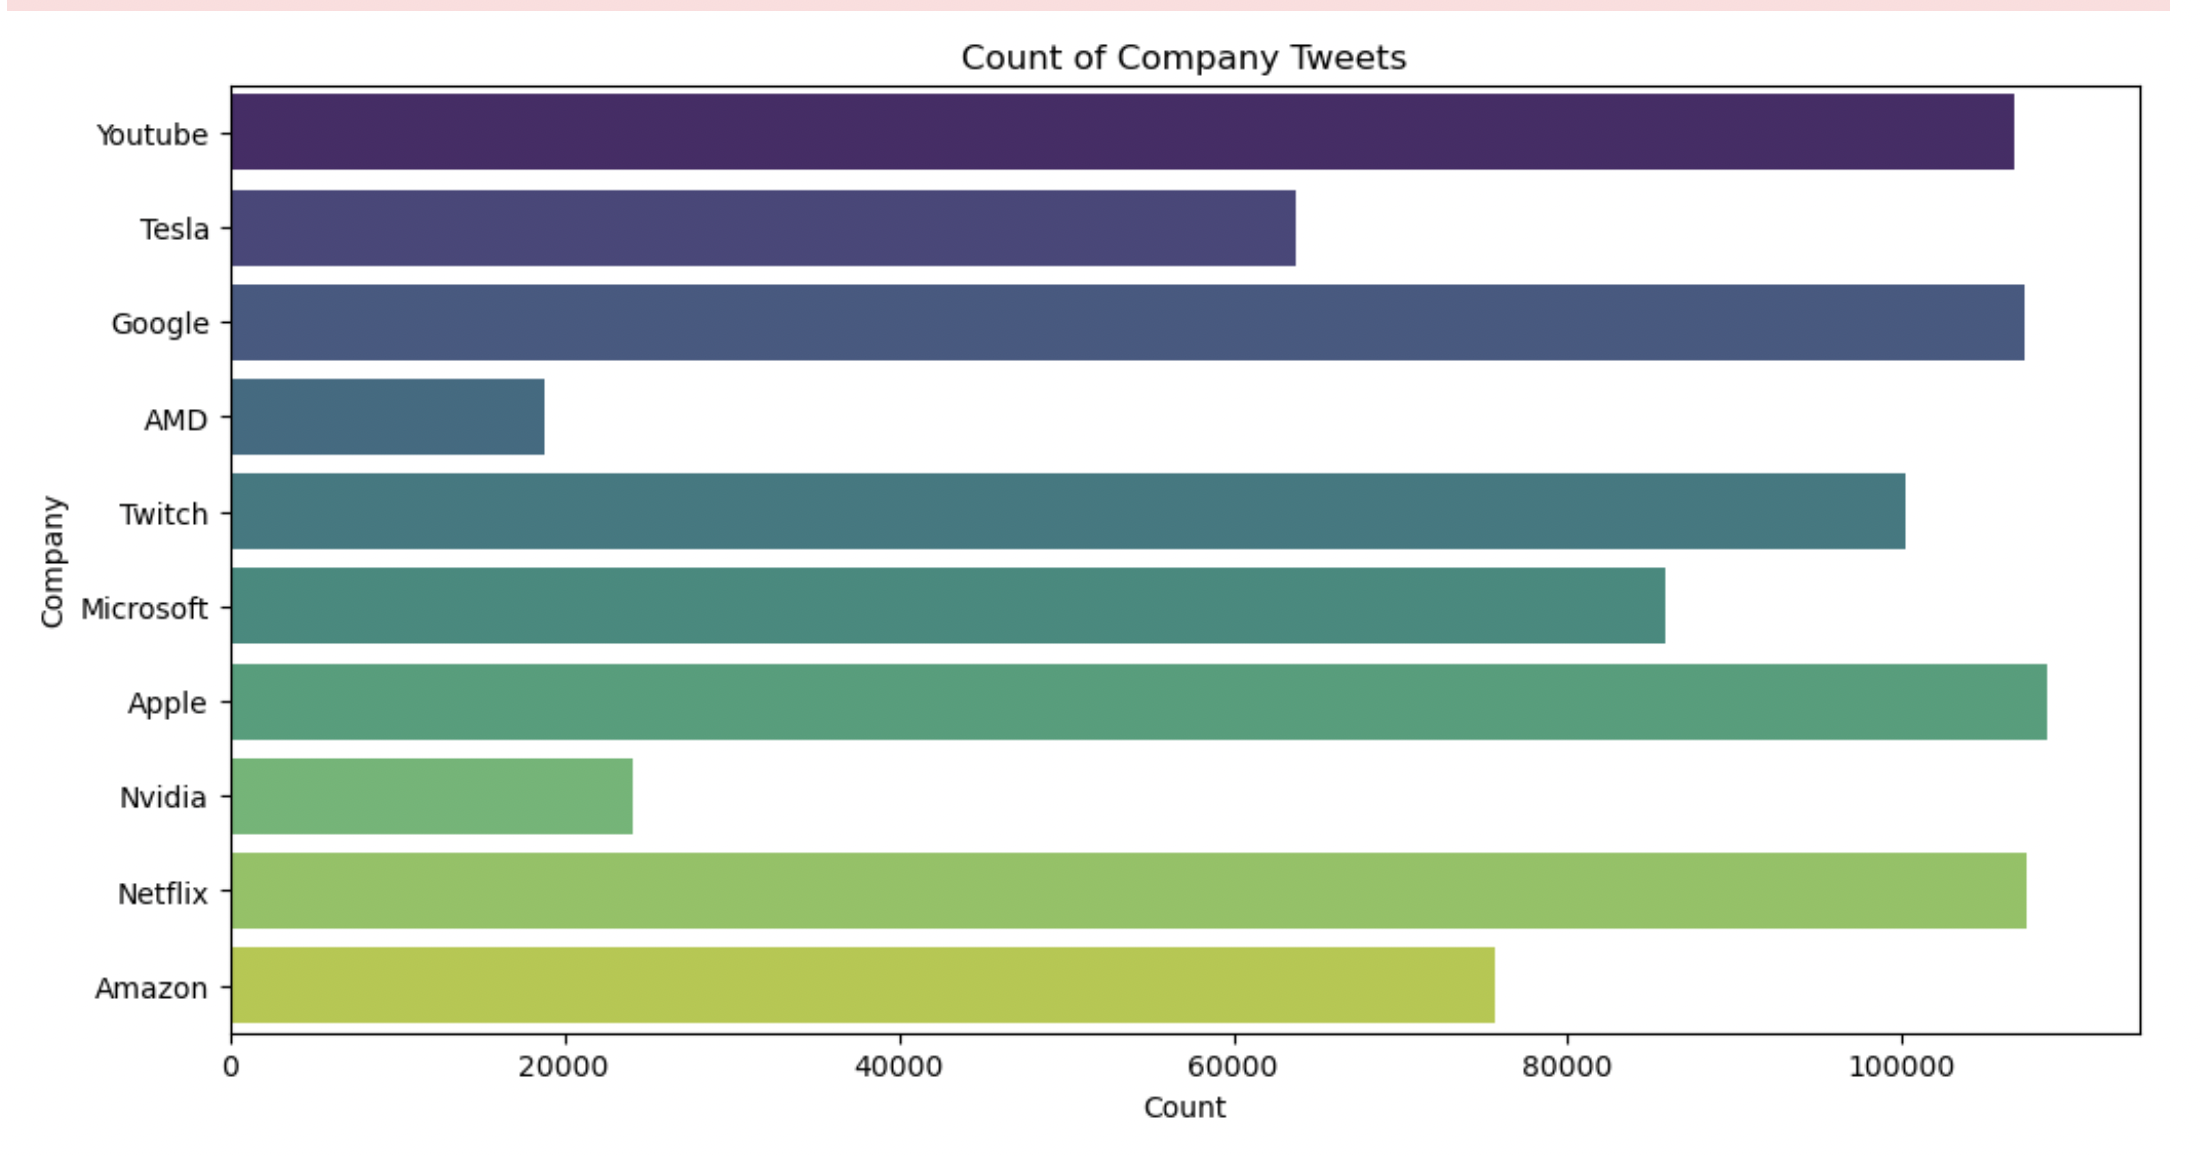 Count of Company Tweets
Youtube
Tesla
Google
AMD
Twitch
Microsoft
Apple
Nvidia
Netflix
Amazon
Company
0 20000 40000 60000 80000 100000
Count